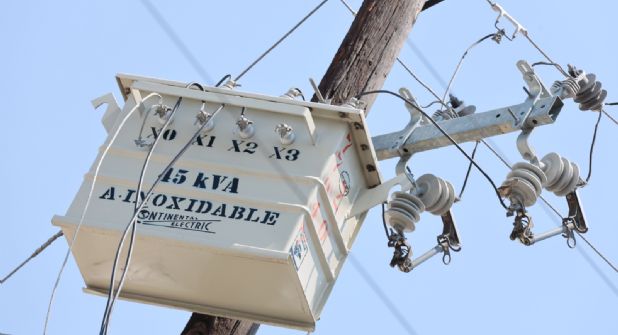 X0 X1 X2 X3
45 kVA
A. INOXIDABLE
CONTINENTAL
ELECTRIC